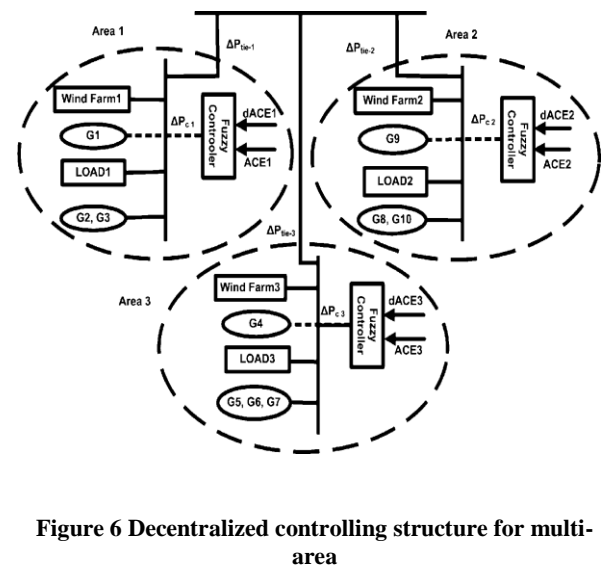 Area 1
ΔPtie-1
ΔPtie-2
Area 2
Wind Farm1
ΔPc 1
Fuzzy
Controoler
dACE1
G1
ACE1
LOAD1
G2, G3
Wind Farm2
ΔPc 2
Fuzzy
Controller
dACE2
G9
ACE2
LOAD2
G8, G10
ΔPtie-3
Area 3
Wind Farm3
ΔPc 3
Fuzzy
Controller
dACE3
G4
ACE3
LOAD3
G5, G6, G7
Figure 6 Decentralized controlling structure for multi-
area